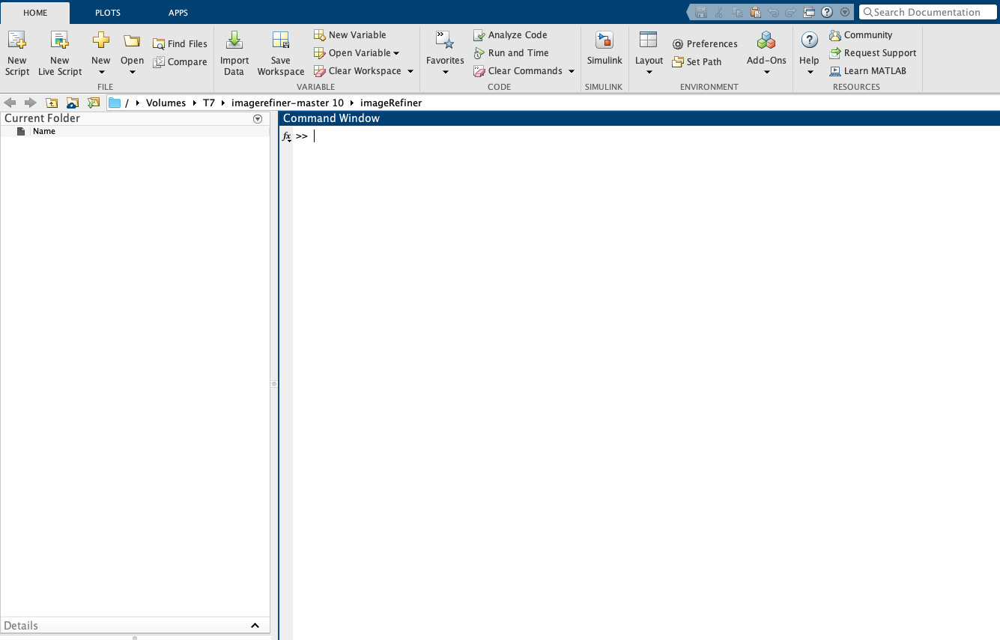 HOME PLOTS APPS Search Documentation
New Script
New Live Script
New
Open
Find Files
Compare
FILE
Import Data
Save Workspace
New Variable
Open Variable
Clear Workspace
VARIABLE
Favorites
Analyze Code
Run and Time
Clear Commands
CODE
Simulink
SIMULINK
Layout
Preferences
Set Path
Add-Ons
ENVIRONMENT
Help
Community
Request Support
Learn MATLAB
RESOURCES
/ Volumes T7 imagerefiner-master 10 imageRefiner
Current Folder
Name
Command Window
fx >>
Details